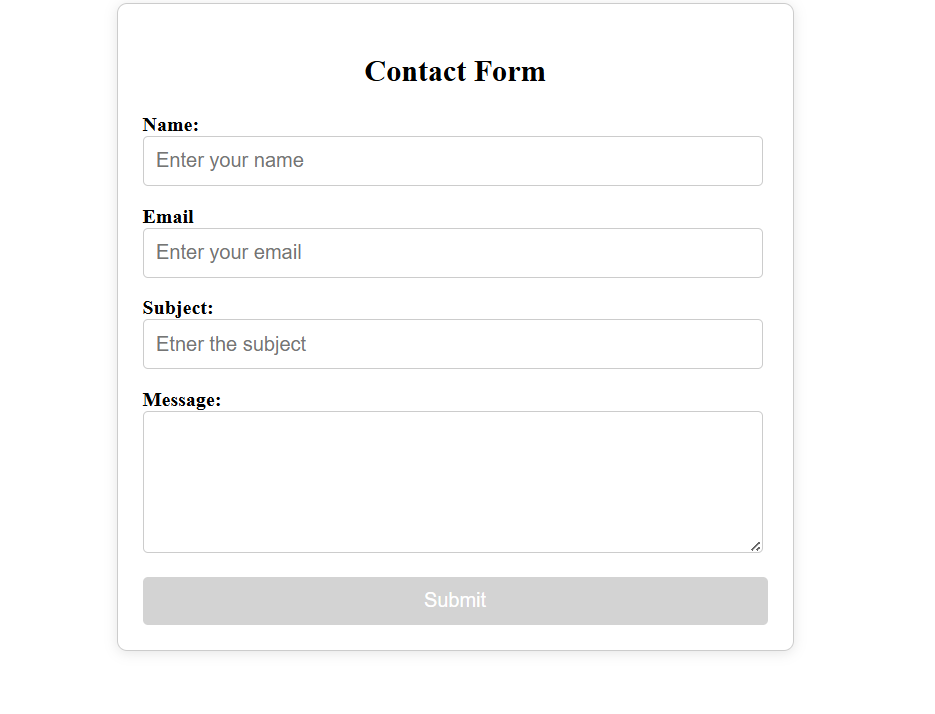 Contact Form
Name:
Enter your name
Email
Enter your email
Subject:
Etner the subject
Message:
Submit